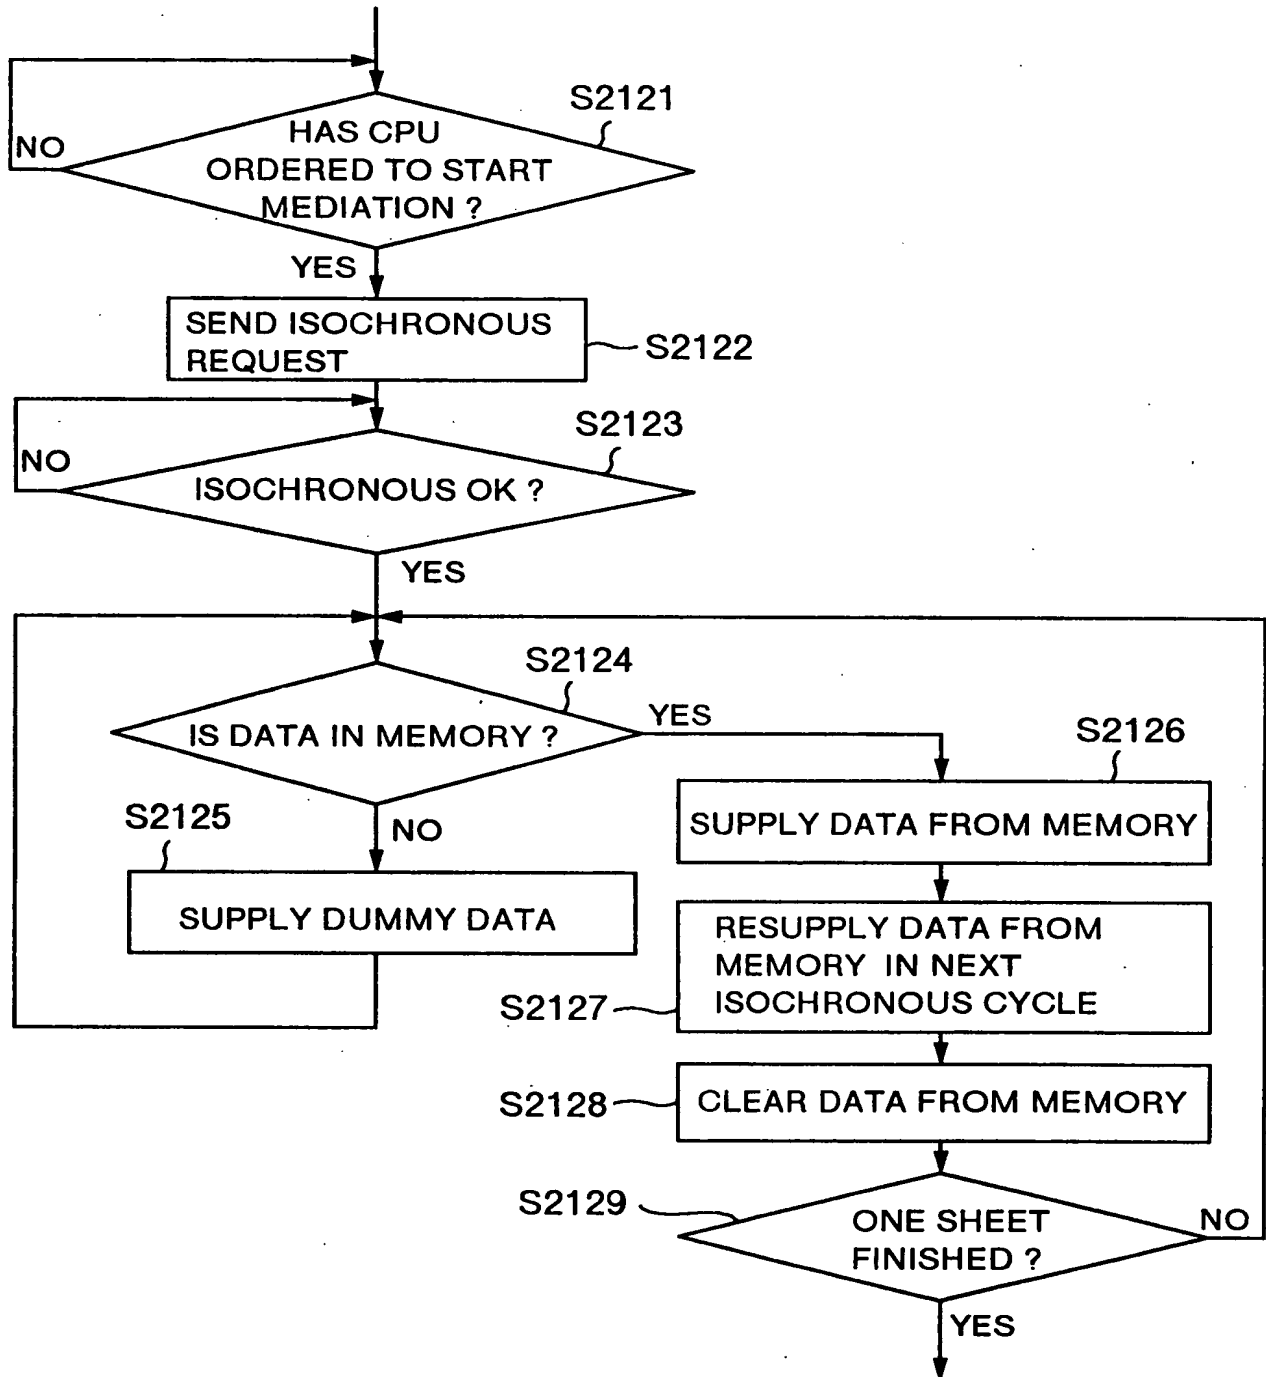 S2121
HAS CPU
ORDERED TO START
MEDIATION ?
NO
YES
SEND ISOCHRONOUS
REQUEST
S2122
S2123
NO
ISOCHRONOUS OK ?
YES
S2124
IS DATA IN MEMORY ?
YES
S2125
NO
SUPPLY DUMMY DATA
S2126
SUPPLY DATA FROM MEMORY
RESUPPLY DATA FROM
MEMORY IN NEXT
ISOCHRONOUS CYCLE
S2127
CLEAR DATA FROM MEMORY
S2128
S2129
ONE SHEET
FINISHED ?
NO
YES